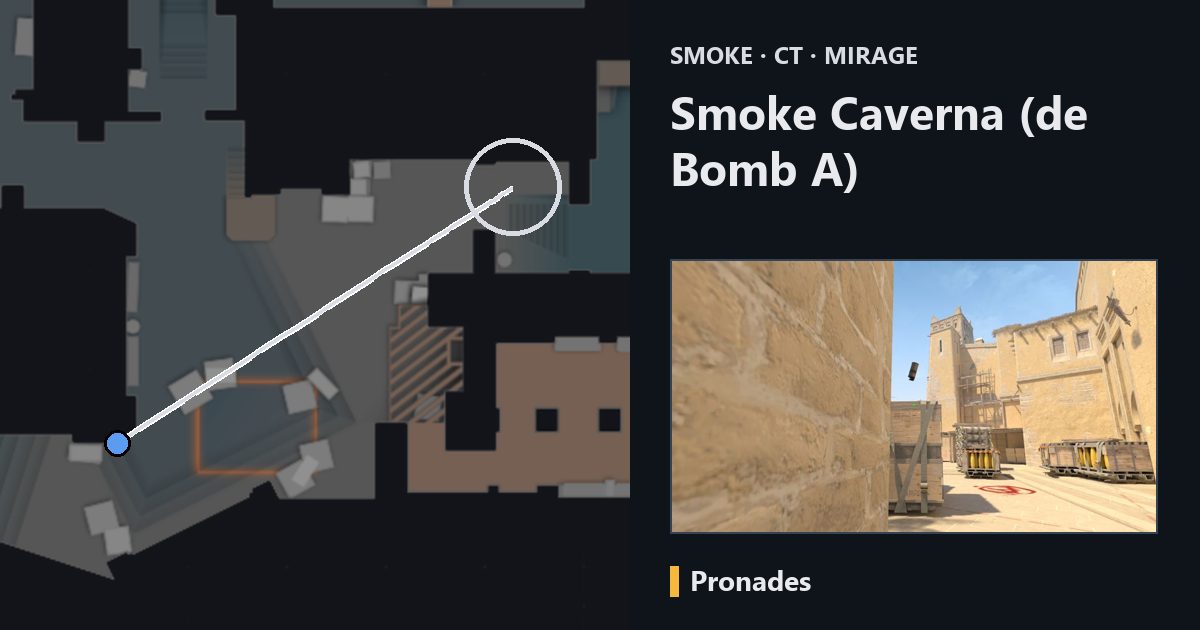 SMOKE · CT · MIRAGE
Smoke Caverna (de
Bomb A)
Pronades